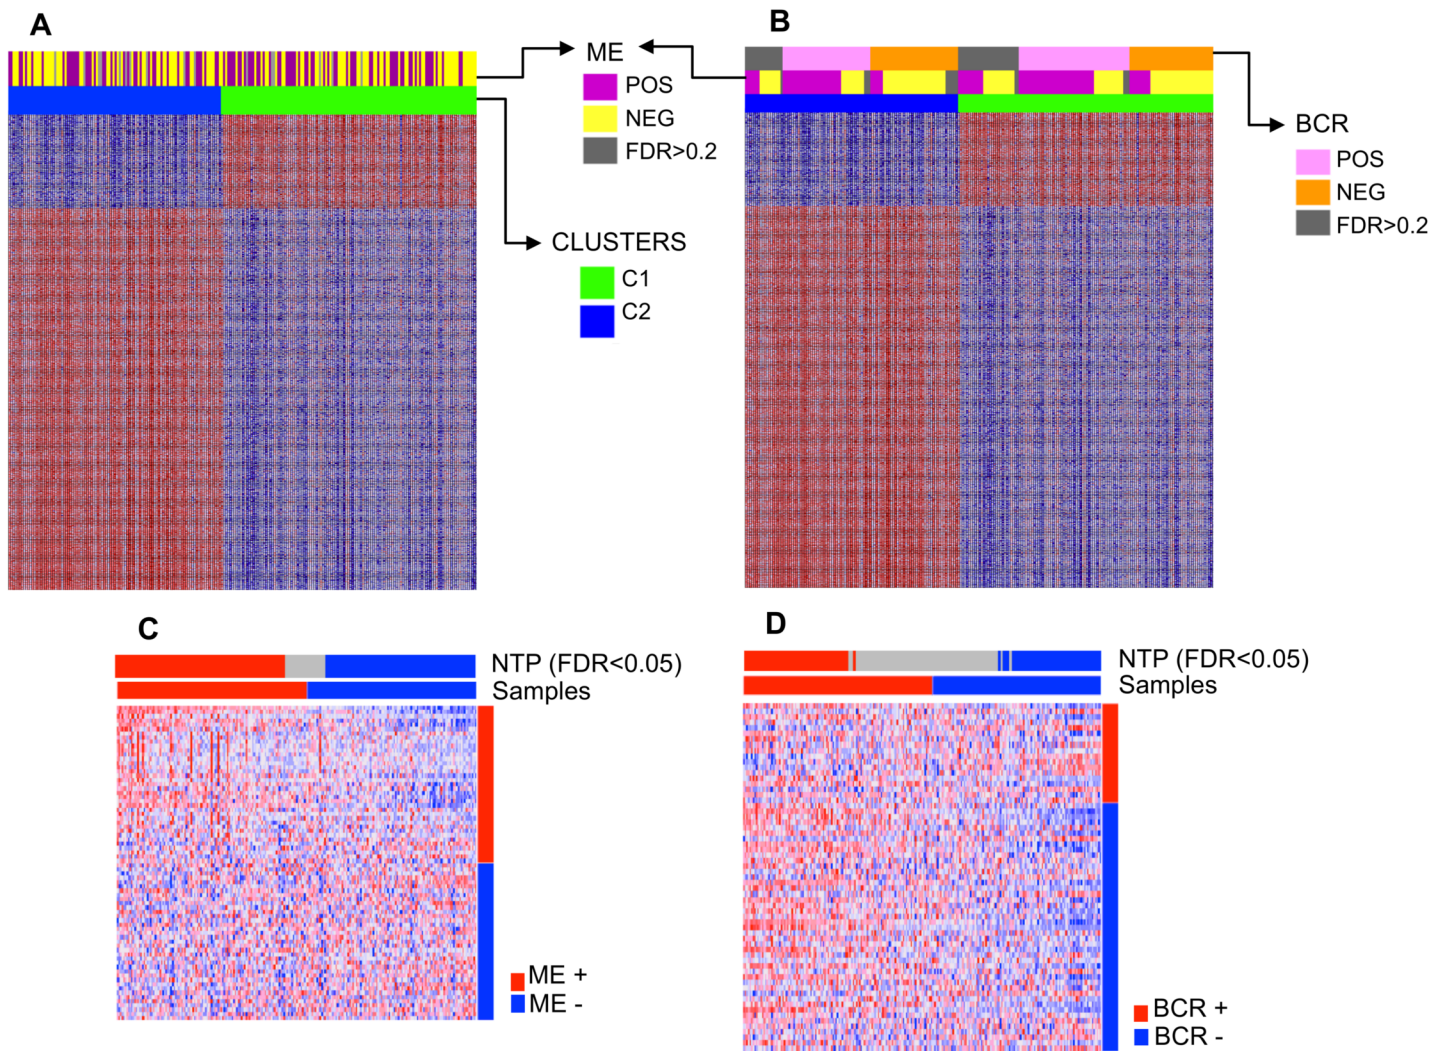 A
B
ME
POS
NEG
FDR>0.2
CLUSTERS
C1
C2
BCR
POS
NEG
FDR>0.2
C
NTP (FDR<0.05)
Samples
ME +
ME -
D
NTP (FDR<0.05)
Samples
BCR +
BCR -